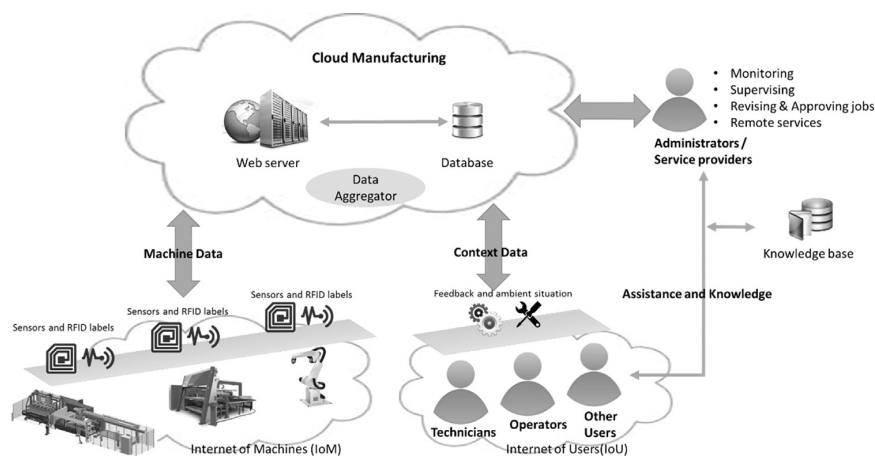 Cloud Manufacturing
Web server
Database
Data
Aggregator
• Monitoring
• Supervising
• Revising & Approving jobs
• Remote services
Administrators /
Service providers
Machine Data
Context Data
Knowledge base
Assistance and Knowledge
Sensors and RFID labels
Sensors and RFID labels
Sensors and RFID labels
Feedback and ambient situation
Technicians
Operators
Other
Users
Internet of Machines (IoM)
Internet of Users(IoU)